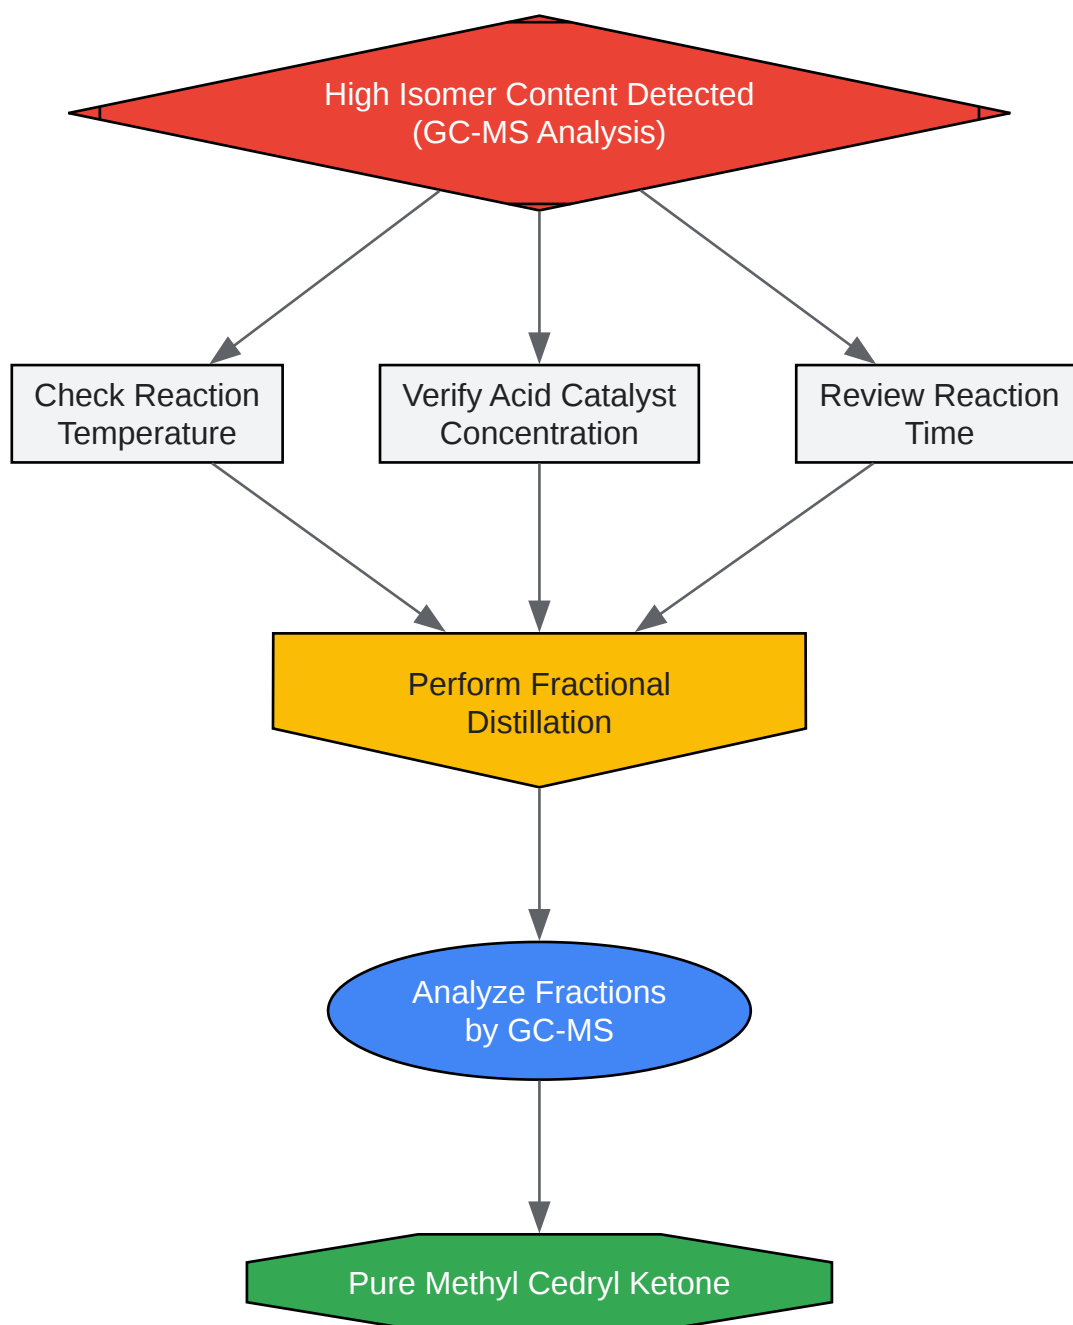 High Isomer Content Detected
(GC-MS Analysis)
Check Reaction
Temperature
Verify Acid Catalyst
Concentration
Review Reaction
Time
Perform Fractional
Distillation
Analyze Fractions
by GC-MS
Pure Methyl Cedryl Ketone